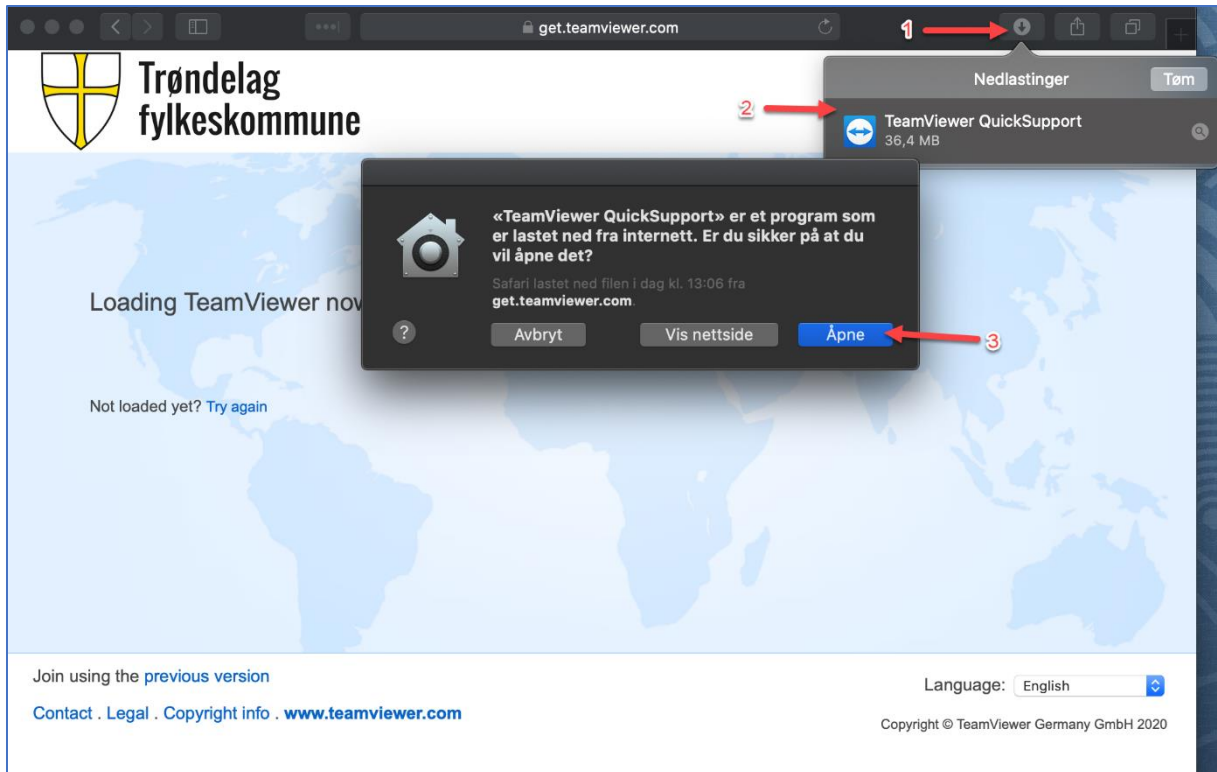 get.teamviewer.com
1
Trøndelag
fylkeskommune
Nedlastinger
Tøm
2
TeamViewer QuickSupport
36,4 MB
«TeamViewer QuickSupport» er et program som
er lastet ned fra internett. Er du sikker på at du
vil åpne det?
Safari lastet ned filen i dag kl. 13:06 fra
get.teamviewer.com.
?
Avbryt
Vis nettside
Åpne
3
Loading TeamViewer now
Not loaded yet? Try again
Join using the previous version
Language: English
Contact . Legal . Copyright info . www.teamviewer.com
Copyright © TeamViewer Germany GmbH 2020